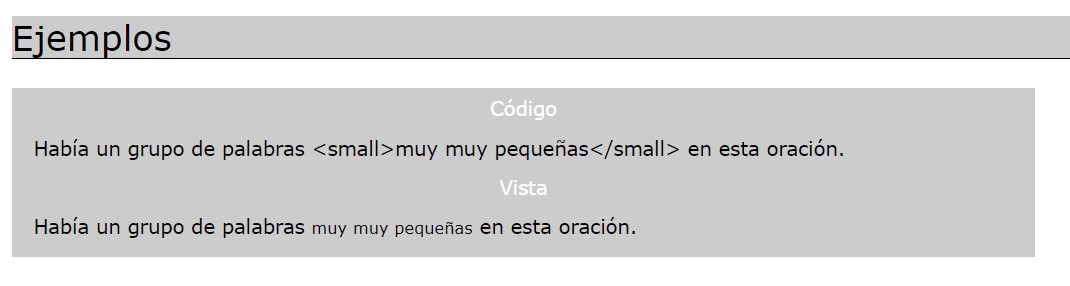 Ejemplos
Código
Había un grupo de palabras <small>muy muy pequeñas</small> en esta oración.
Vista
Había un grupo de palabras muy muy pequeñas en esta oración.